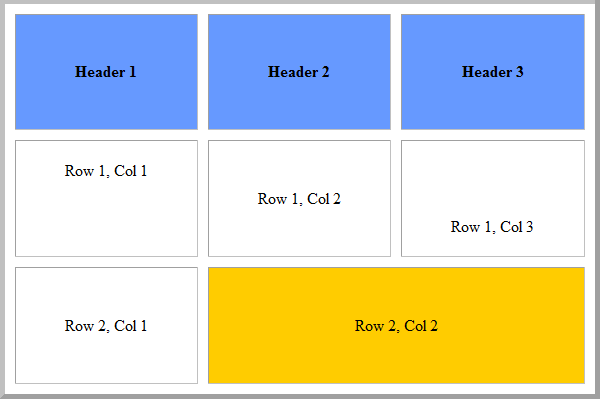 Header 1
Header 2
Header 3
Row 1, Col 1
Row 1, Col 2
Row 1, Col 3
Row 2, Col 1
Row 2, Col 2